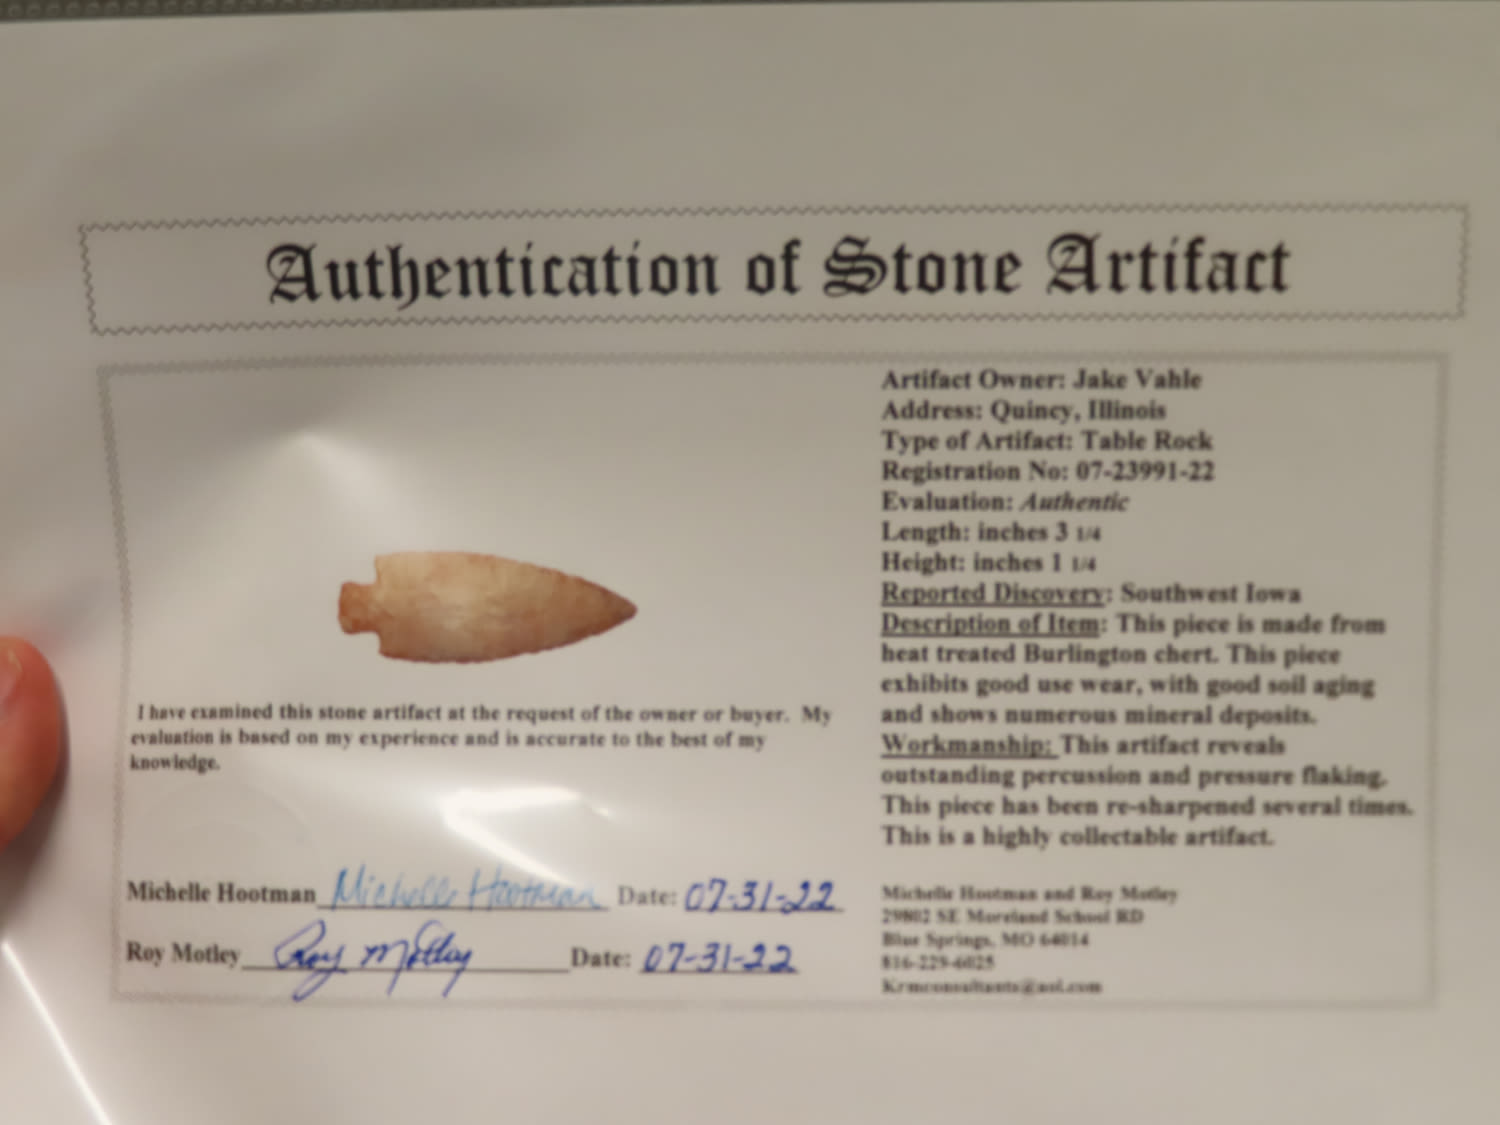 Authentication of Stone Artifact
Artifact Owner: Jake Vahle
Address: Quincy, Illinois
Type of Artifact: Table Rock
Registration No: 07-23991-22
Evaluation: Authentic
Length: inches 3 1/4
Height: inches 1 1/4
Reported Discovery: Southwest Iowa
Description of Item: This piece is made from
heat treated Burlington chert. This piece
exhibits good use wear, with good soil aging
and shows numerous mineral deposits.
Workmanship: This artifact reveals
outstanding percussion and pressure flaking.
This piece has been re-sharpened several times.
This is a highly collectable artifact.
I have examined this stone artifact at the request of the owner or buyer. My
evaluation is based on my experience and is accurate to the best of my
knowledge.
Michelle Hootman Michelle Hootman Date: 07-31-22
Roy Motley Roy Motley Date: 07-31-22
Michelle Hootman and Roy Motley
29802 SE Moreland School RD
Blue Springs, MO 64014
816-229-6025
Krmconsultants@aol.com